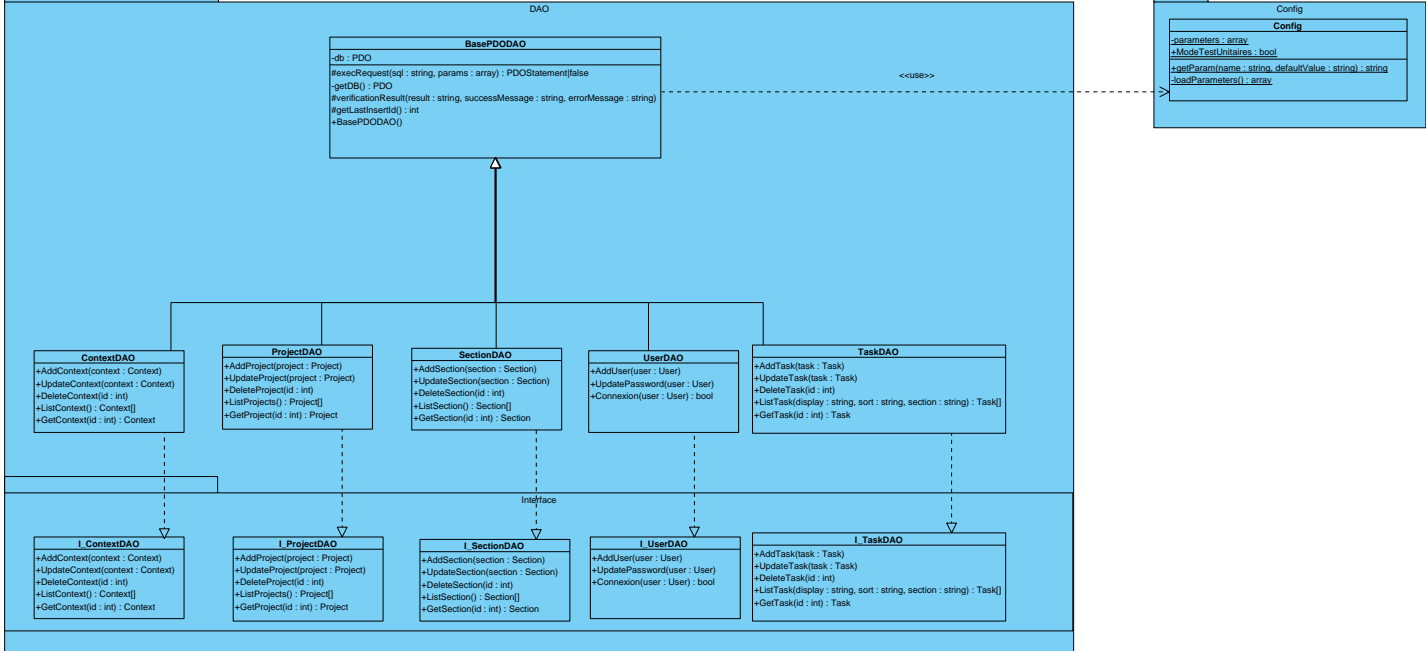 DAO
Config
BasePDODAO
-db : PDO
#execRequest(sql : string, params : array) : PDOStatement|false
-getDB() : PDO
#verificationResult(result : string, successMessage : string, errorMessage : string)
#getLastInsertId() : int
+BasePDODAO()
<<use>>
Config
-parameters : array
+ModeTestUnitaires : bool
+getParam(name : string, defaultValue : string) : string
-loadParameters() : array
ContextDAO
+AddContext(context : Context)
+UpdateContext(context : Context)
+DeleteContext(id : int)
+ListContext() : Context[]
+GetContext(id : int) : Context
ProjectDAO
+AddProject(project : Project)
+UpdateProject(project : Project)
+DeleteProject(id : int)
+ListProjects() : Project[]
+GetProject(id : int) : Project
SectionDAO
+AddSection(section : Section)
+UpdateSection(section : Section)
+DeleteSection(id : int)
+ListSection() : Section[]
+GetSection(id : int) : Section
UserDAO
+AddUser(user : User)
+UpdatePassword(user : User)
+Connexion(user : User) : bool
TaskDAO
+AddTask(task : Task)
+UpdateTask(task : Task)
+DeleteTask(id : int)
+ListTask(display : string, sort : string, section : string) : Task[]
+GetTask(id : int) : Task
Interface
I_ContextDAO
+AddContext(context : Context)
+UpdateContext(context : Context)
+DeleteContext(id : int)
+ListContext() : Context[]
+GetContext(id : int) : Context
I_ProjectDAO
+AddProject(project : Project)
+UpdateProject(project : Project)
+DeleteProject(id : int)
+ListProjects() : Project[]
+GetProject(id : int) : Project
I_SectionDAO
+AddSection(section : Section)
+UpdateSection(section : Section)
+DeleteSection(id : int)
+ListSection() : Section[]
+GetSection(id : int) : Section
I_UserDAO
+AddUser(user : User)
+UpdatePassword(user : User)
+Connexion(user : User) : bool
I_TaskDAO
+AddTask(task : Task)
+UpdateTask(task : Task)
+DeleteTask(id : int)
+ListTask(display : string, sort : string, section : string) : Task[]
+GetTask(id : int) : Task